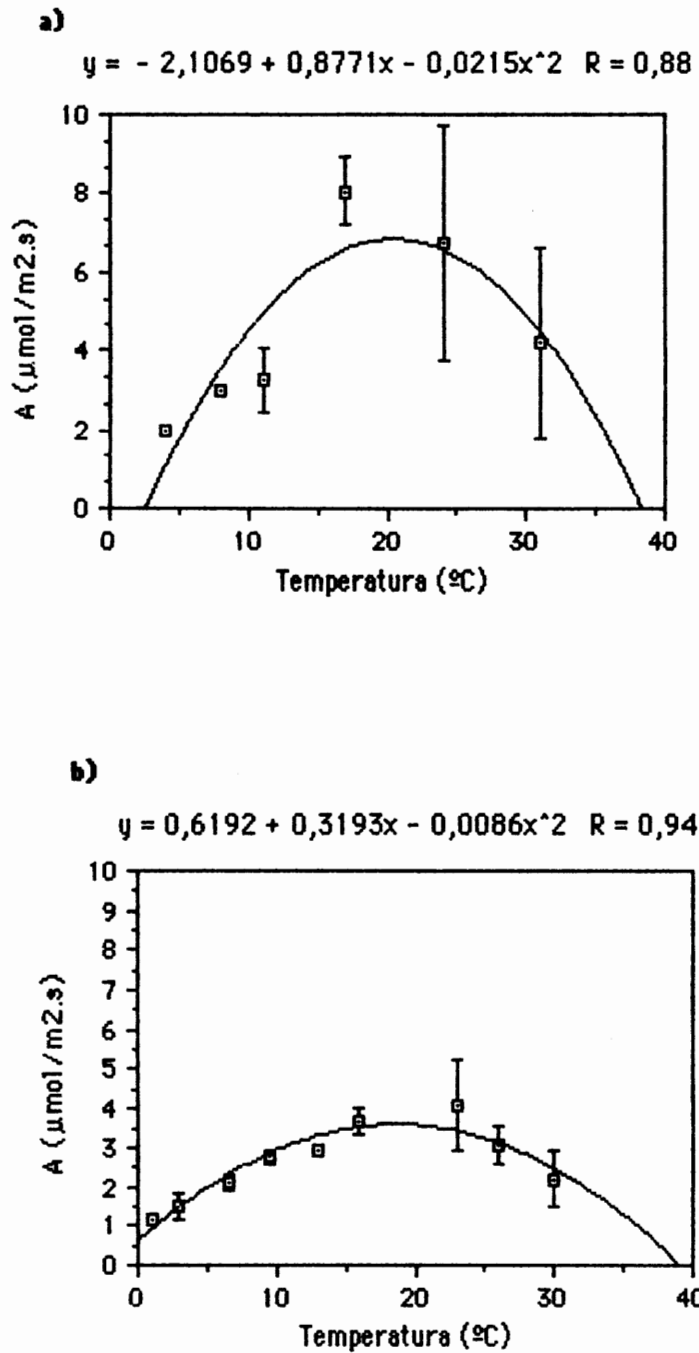 a)
y = - 2,1069 + 0,8771x - 0,0215x^2 R = 0,88
10
8
6
4
2
0
A (µmol/m2.s)
0 10 20 30 40
Temperatura (ºC)
b)
y = 0,6192 + 0,3193x - 0,0086x^2 R = 0,94
10
9
8
7
6
5
4
3
2
1
0
A (µmol/m2.s)
0 10 20 30 40
Temperatura (ºC)